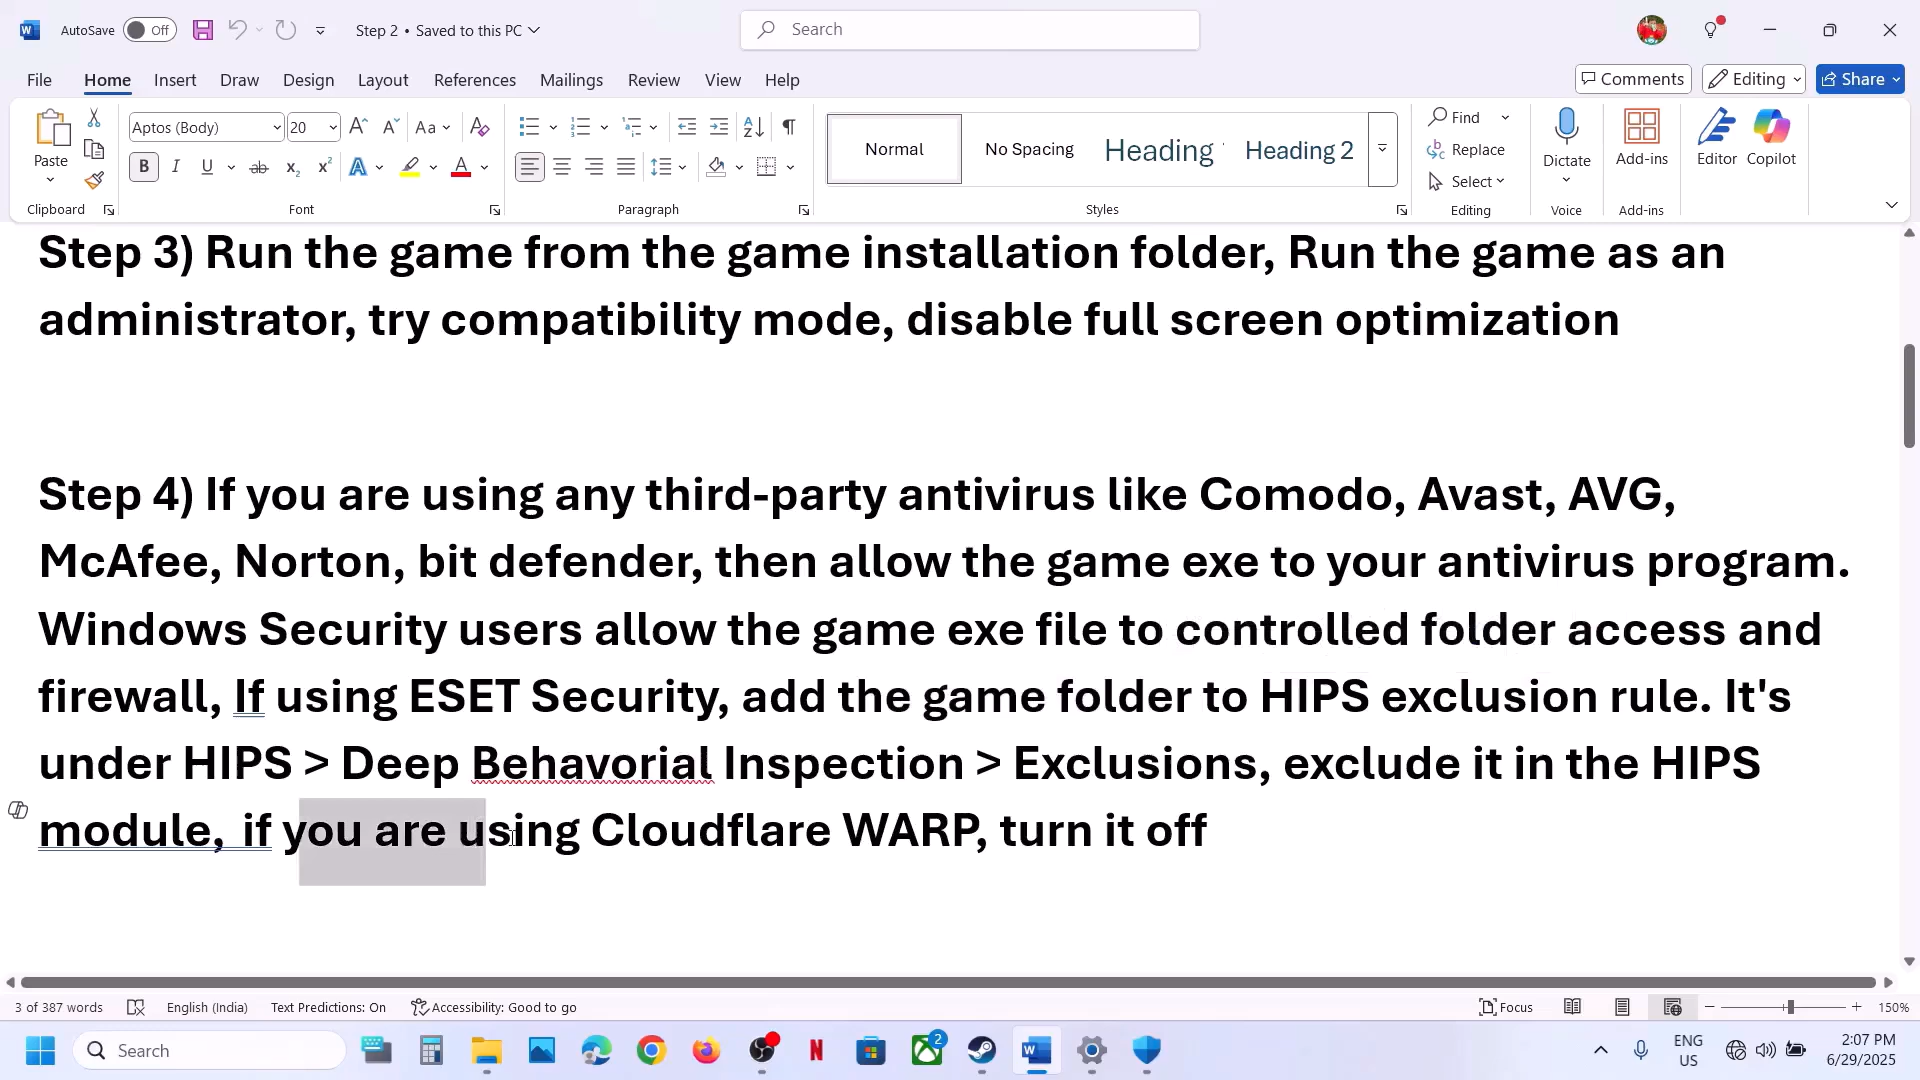 AutoSave Off Step 2 • Saved to this PC Search
File Home Insert Draw Design Layout References Mailings Review View Help Comments Editing Share
Paste Aptos (Body) 20 Normal No Spacing Heading Heading 2 Find Replace Select Dictate Add-ins Editor Copilot
Clipboard Font Paragraph Styles Editing Voice Add-ins
Step 3) Run the game from the game installation folder, Run the game as an
administrator, try compatibility mode, disable full screen optimization
Step 4) If you are using any third-party antivirus like Comodo, Avast, AVG,
McAfee, Norton, bit defender, then allow the game exe to your antivirus program.
Windows Security users allow the game exe file to controlled folder access and
firewall, If using ESET Security, add the game folder to HIPS exclusion rule. It's
under HIPS > Deep Behavorial Inspection > Exclusions, exclude it in the HIPS
module, if you are using Cloudflare WARP, turn it off
3 of 387 words English (India) Text Predictions: On Accessibility: Good to go Focus 150%
Search 2 ENG 2:07 PM
US 6/29/2025